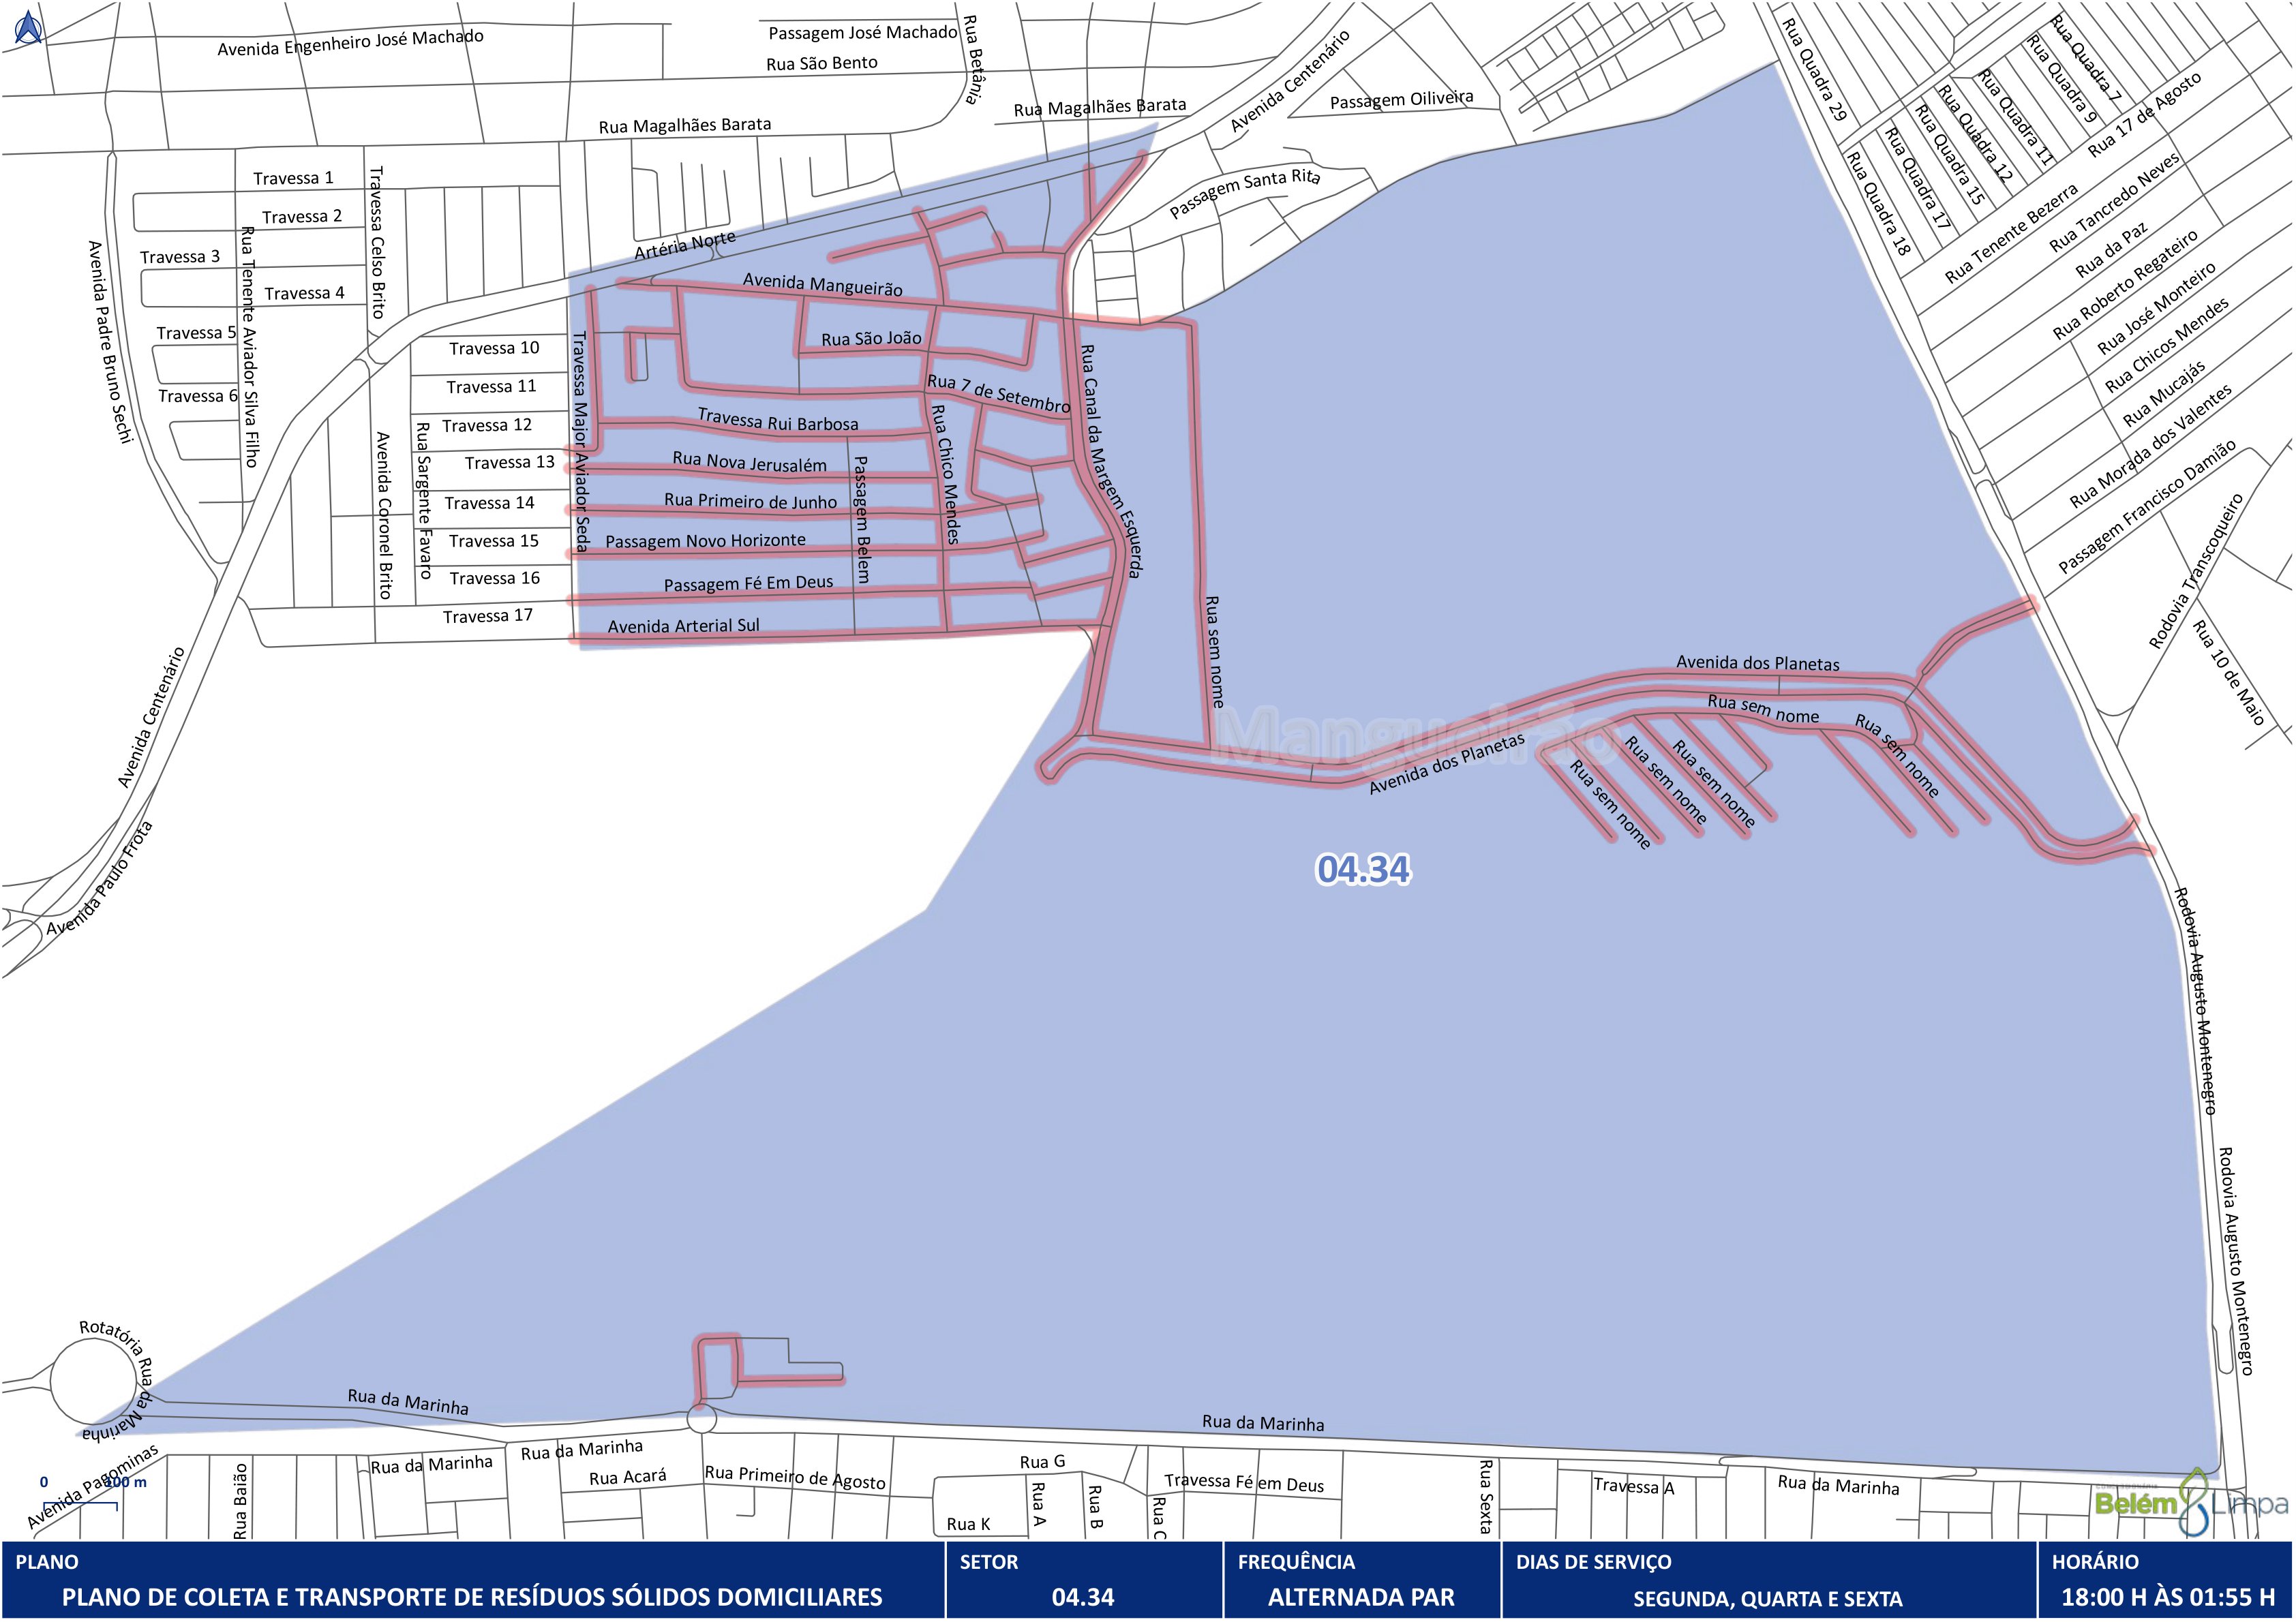 Avenida Engenheiro José Machado
Passagem José Machado
Rua São Bento
Rua Betânia
Rua Magalhães Barata
Rua Magalhães Barata
Avenida Centenário
Passagem Oiliveira
Rua Quadra 29
Rua Quadra 7
Rua Quadra 9
Rua Quadra 11
Rua Quadra 12
Rua Quadra 15
Rua Quadra 17
Rua Quadra 18
Rua 17 de Agosto
Rua Tenente Bezerra
Rua Tancredo Neves
Rua da Paz
Rua Roberto Regateiro
Rua José Monteiro
Rua Chicos Mendes
Rua Mucajás
Rua Morada dos Valentes
Passagem Francisco Damião
Rodovia Transcoqueiro
Rua 10 de Maio
Passagem Santa Rita
Travessa 1
Travessa 2
Travessa 3
Travessa 4
Travessa 5
Travessa 6
Travessa Celso Brito
Rua Tenente Aviador Silva Filho
Avenida Padre Bruno Sechi
Artéria Norte
Avenida Mangueirão
Rua São João
Rua 7 de Setembro
Travessa Rui Barbosa
Rua Nova Jerusalém
Rua Primeiro de Junho
Passagem Novo Horizonte
Passagem Fé Em Deus
Avenida Arterial Sul
Passagem Belem
Rua Chico Mendes
Rua Canal da Margem Esquerda
Rua sem nome
Travessa Major Aviador Seda
Travessa 10
Travessa 11
Travessa 12
Travessa 13
Travessa 14
Travessa 15
Travessa 16
Travessa 17
Avenida Coronel Brito
Rua Sargente Favaro
Avenida Centenário
Avenida Paulo Frota
Mangueirão
Avenida dos Planetas
Avenida dos Planetas
Rua sem nome
Rua sem nome
Rua sem nome
Rua sem nome
Rua sem nome
04.34
Rodovia Augusto Montenegro
Rodovia Augusto Montenegro
Rotatória Rua da Marinha
Rua da Marinha
Rua da Marinha
Rua da Marinha
Rua da Marinha
Rua da Marinha
Avenida Pagominas
0 100 m
Rua Baião
Rua Acará
Rua Primeiro de Agosto
Rua G
Rua K
Rua A
Rua B
Rua C
Travessa Fé em Deus
Rua Sexta
Travessa A
Belém Limpa
PLANO
PLANO DE COLETA E TRANSPORTE DE RESÍDUOS SÓLIDOS DOMICILIARES
SETOR
04.34
FREQUÊNCIA
ALTERNADA PAR
DIAS DE SERVIÇO
SEGUNDA, QUARTA E SEXTA
HORÁRIO
18:00 H ÀS 01:55 H